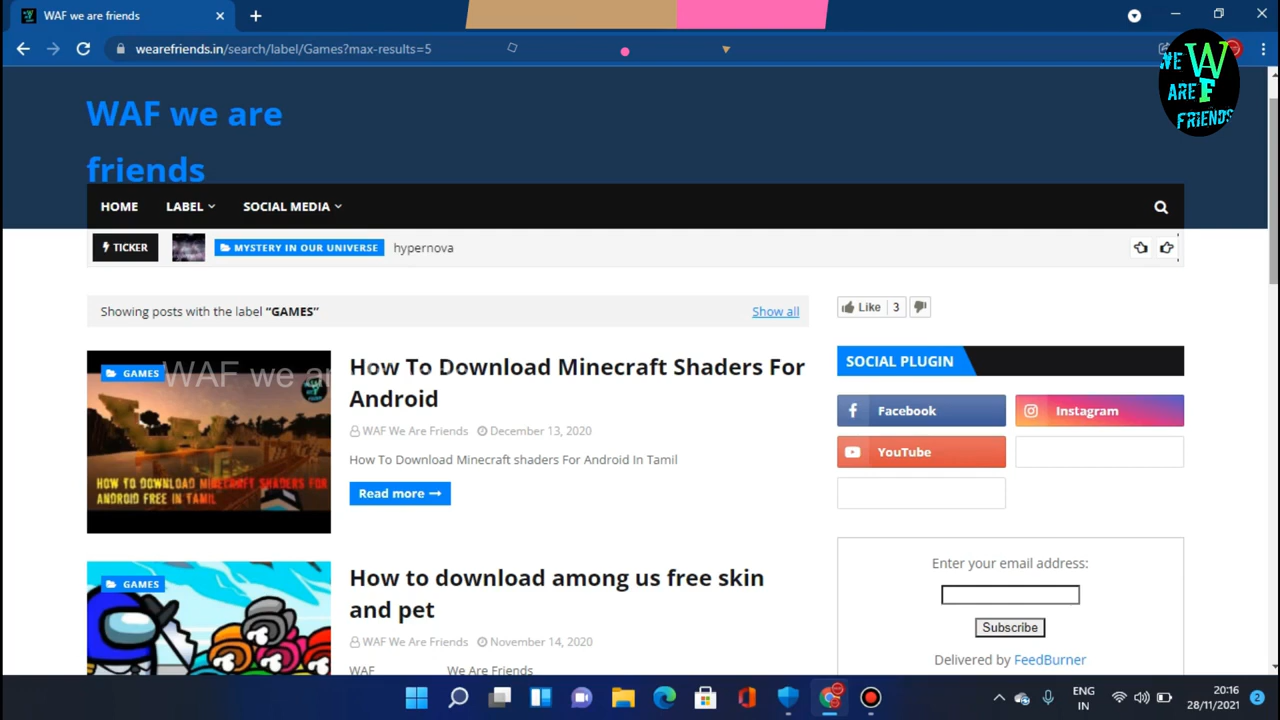 WAF we are friends
wearefriends.in/search/label/Games?max-results=5
WE W
ARE F
FRIENDS
WAF we are
friends
HOME LABEL SOCIAL MEDIA
TICKER MYSTERY IN OUR UNIVERSE hypernova
Showing posts with the label “GAMES” Show all
Like 3
SOCIAL PLUGIN
Facebook Instagram
YouTube
GAMES
WAF we ar
HOW TO DOWNLOAD MINECRAFT SHADERS FOR
ANDROID FREE IN TAMIL
How To Download Minecraft Shaders For
Android
WAF We Are Friends December 13, 2020
How To Download Minecraft shaders For Android In Tamil
Read more
GAMES
How to download among us free skin
and pet
WAF We Are Friends November 14, 2020
WAF We Are Friends
Enter your email address:
Subscribe
Delivered by FeedBurner
ENG
IN
20:16
28/11/2021
2